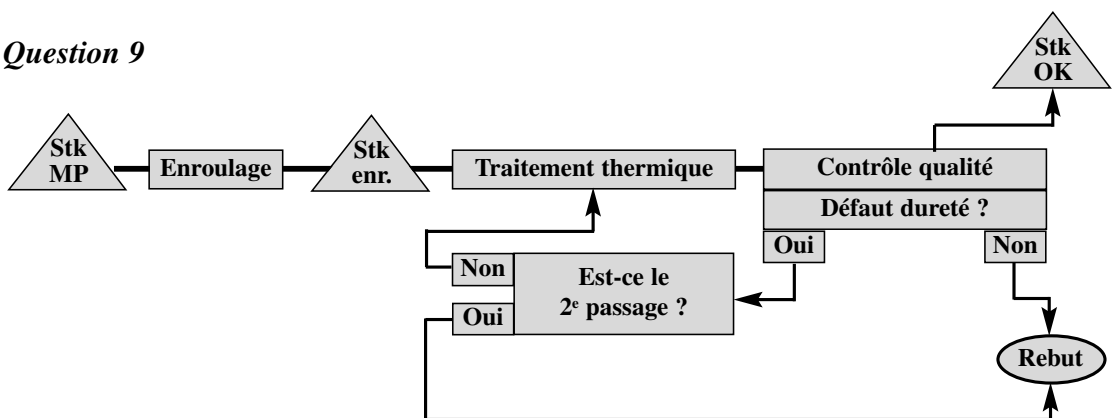 Question 9
Stk
OK
Stk
MP
Enroulage
Stk
enr.
Traitement thermique
Contrôle qualité
Défaut dureté ?
Oui
Non
Non
Est-ce le
2e passage ?
Oui
Rebut